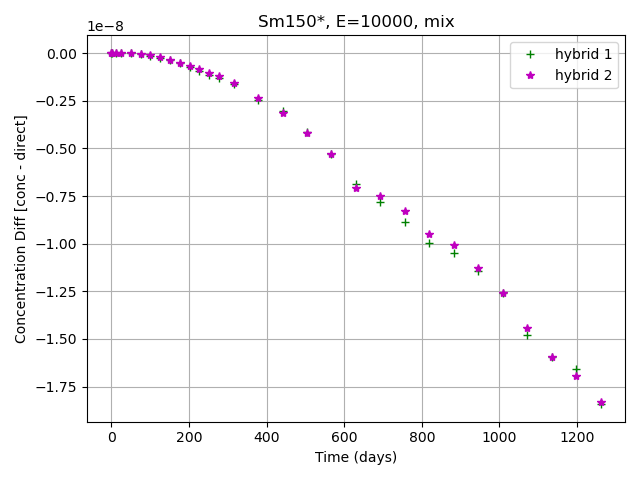 Sm150*, E=10000, mix
1e−8
hybrid 1
hybrid 2
0.00
−0.25
−0.50
−0.75
−1.00
−1.25
−1.50
−1.75
Concentration Diff [conc - direct]
0 200 400 600 800 1000 1200
Time (days)